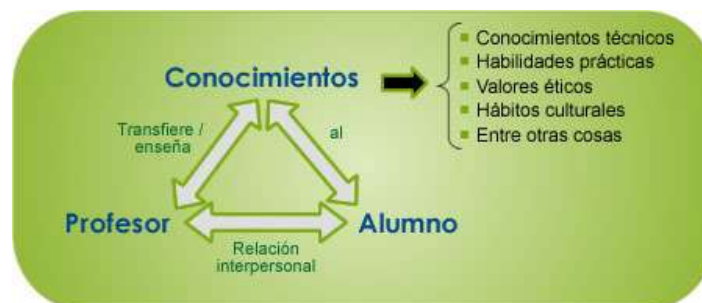 Conocimientos
Conocimientos técnicos
Habilidades prácticas
Valores éticos
Hábitos culturales
Entre otras cosas
Transfiere /
enseña
al
Profesor
Alumno
Relación
interpersonal